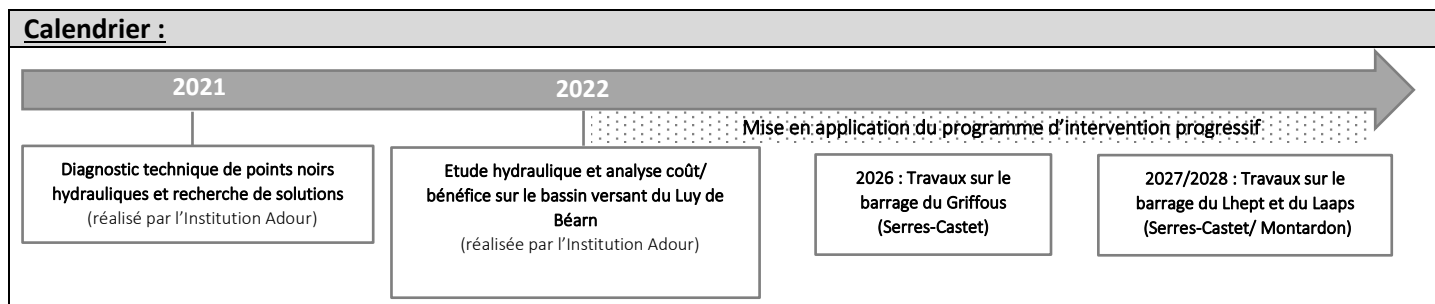 Calendrier :
2021
2022
Mise en application du programme d’intervention progressif
Diagnostic technique de points noirs
hydrauliques et recherche de solutions
(réalisé par l’Institution Adour)
Etude hydraulique et analyse coût/
bénéfice sur le bassin versant du Luy de
Béarn
(réalisée par l’Institution Adour)
2026 : Travaux sur le
barrage du Griffous
(Serres-Castet)
2027/2028 : Travaux sur le
barrage du Lhept et du Laaps
(Serres-Castet/ Montardon)